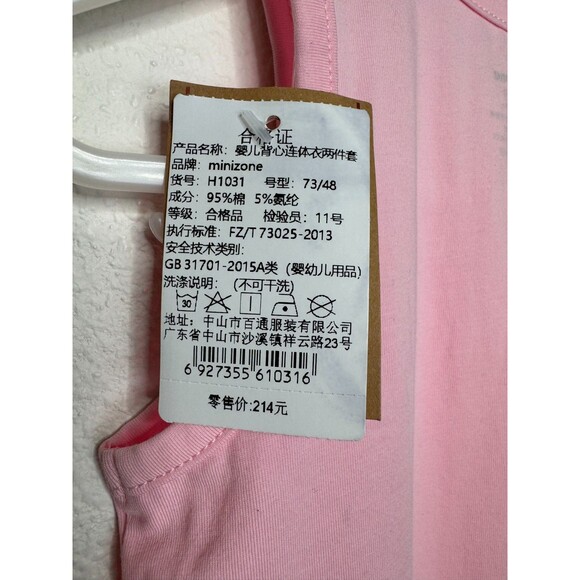 合格证
产品名称: 婴儿背心连体衣两件套
品牌: minizone
货号: H1031 号型: 73/48
成分: 95%棉 5%氨纶
等级: 合格品 检验员: 11号
执行标准: FZ/T 73025-2013
安全技术类别:
GB 31701-2015A类 (婴幼儿用品)
洗涤说明: (不可干洗)
30
地址: 中山市百通服装有限公司
广东省中山市沙溪镇祥云路23号
6 927355 610316
零售价:214元